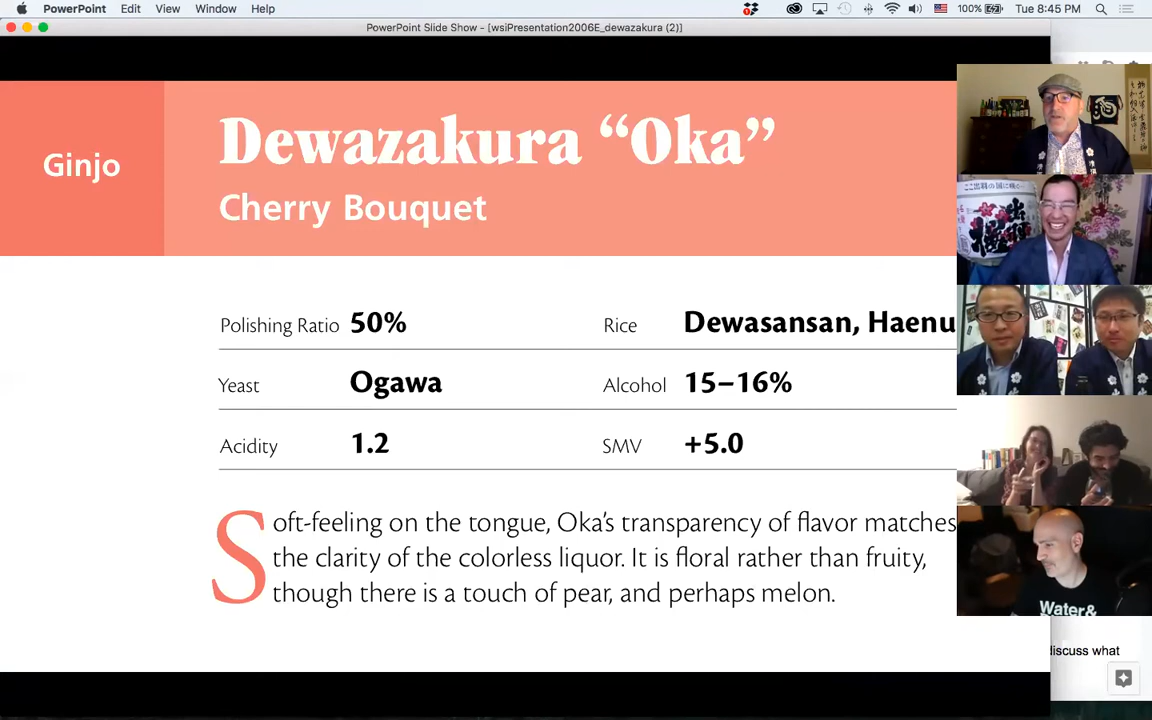 PowerPoint Edit View Window Help 100% Tue 8:45 PM
PowerPoint Slide Show - [wsiPresentation2006E_dewazakura (2)]
Ginjo
Dewazakura “Oka”
Cherry Bouquet
Polishing Ratio 50% Rice Dewasansan, Haenu
Yeast Ogawa Alcohol 15–16%
Acidity 1.2 SMV +5.0
Soft-feeling on the tongue, Oka’s transparency of flavor matches
the clarity of the colorless liquor. It is floral rather than fruity,
though there is a touch of pear, and perhaps melon.
Water&
discuss what